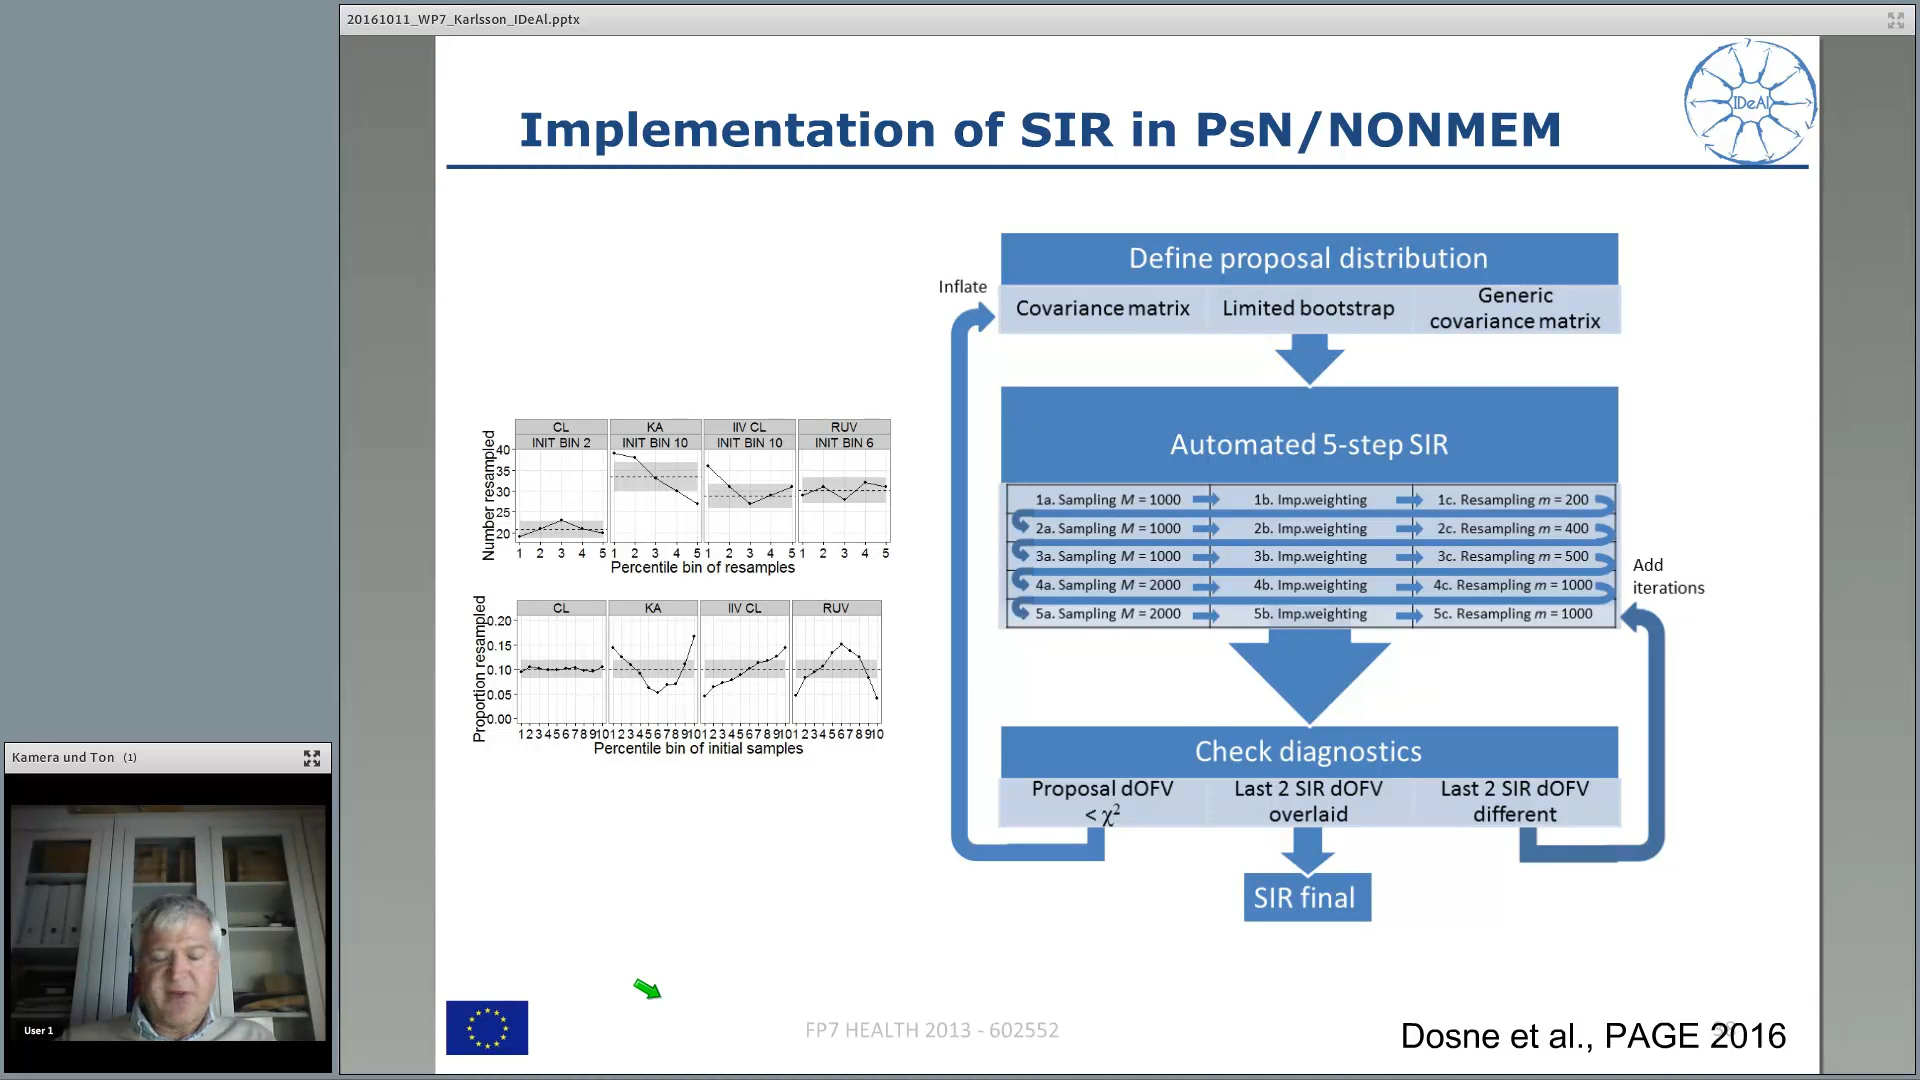 20161011_WP7_Karlsson_IDeAl.pptx
IDeAl
Implementation of SIR in PsN/NONMEM
Define proposal distribution
Inflate
Covariance matrix
Limited bootstrap
Generic
covariance matrix
Automated 5-step SIR
1a. Sampling M = 1000
1b. Imp.weighting
1c. Resampling m = 200
2a. Sampling M = 1000
2b. Imp.weighting
2c. Resampling m = 400
3a. Sampling M = 1000
3b. Imp.weighting
3c. Resampling m = 500
4a. Sampling M = 2000
4b. Imp.weighting
4c. Resampling m = 1000
5a. Sampling M = 2000
5b. Imp.weighting
5c. Resampling m = 1000
Add
iterations
Check diagnostics
Proposal dOFV
< χ²
Last 2 SIR dOFV
overlaid
Last 2 SIR dOFV
different
SIR final
CL KA IIV CL RUV
INIT BIN 2 INIT BIN 10 INIT BIN 10 INIT BIN 6
Number resampled
40
35
30
25
20
1 2 3 4 5 1 2 3 4 5 1 2 3 4 5 1 2 3 4 5
Percentile bin of resamples
CL KA IIV CL RUV
Proportion resampled
0.20
0.15
0.10
0.05
0.00
1 2 3 4 5 6 7 8 9 10 1 2 3 4 5 6 7 8 9 10 1 2 3 4 5 6 7 8 9 10 1 2 3 4 5 6 7 8 9 10
Percentile bin of initial samples
Kamera und Ton (1)
User 1
FP7 HEALTH 2013 - 602552
Dosne et al., PAGE 2016